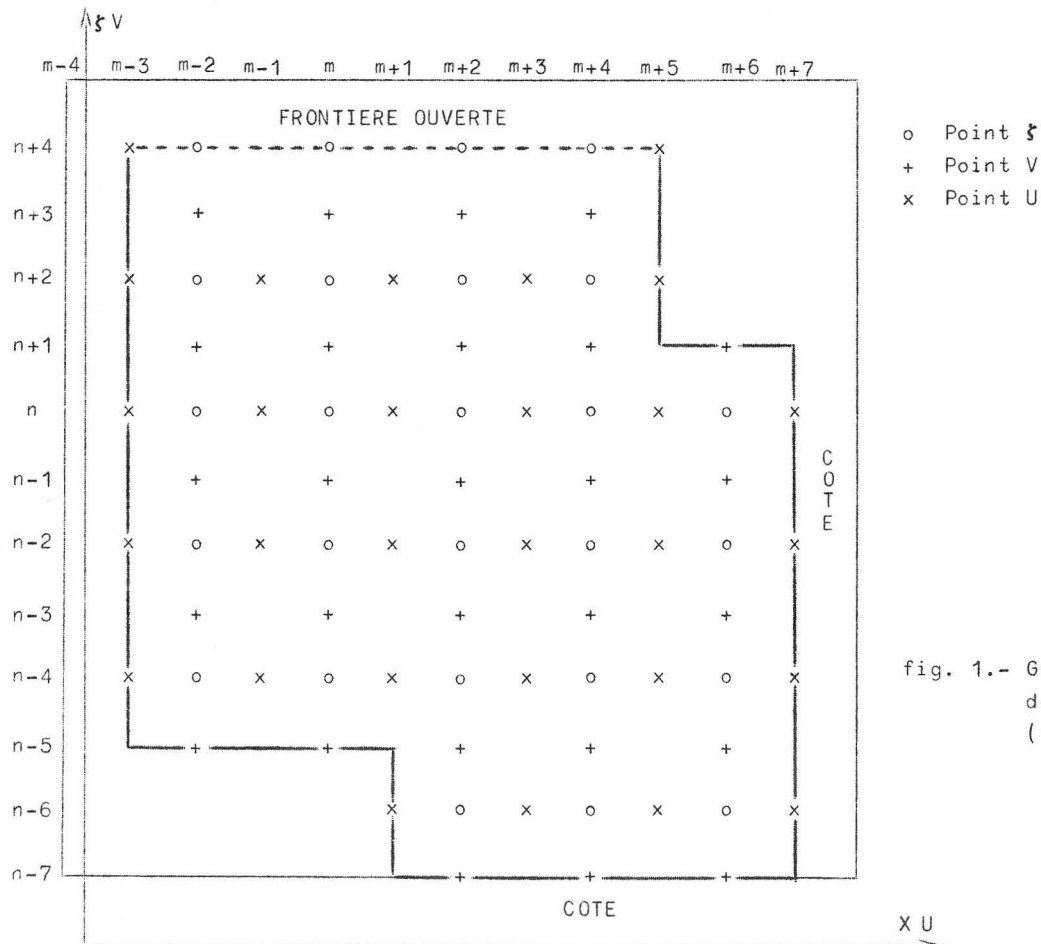 ζ V
m-4 m-3 m-2 m-1 m m+1 m+2 m+3 m+4 m+5 m+6 m+7
FRONTIERE OUVERTE
n+4
n+3
n+2
n+1
n
n-1
n-2
n-3
n-4
n-5
n-6
n-7
o Point ζ
+ Point V
x Point U
COTE
fig. 1.- G
d
(
COTE
X U